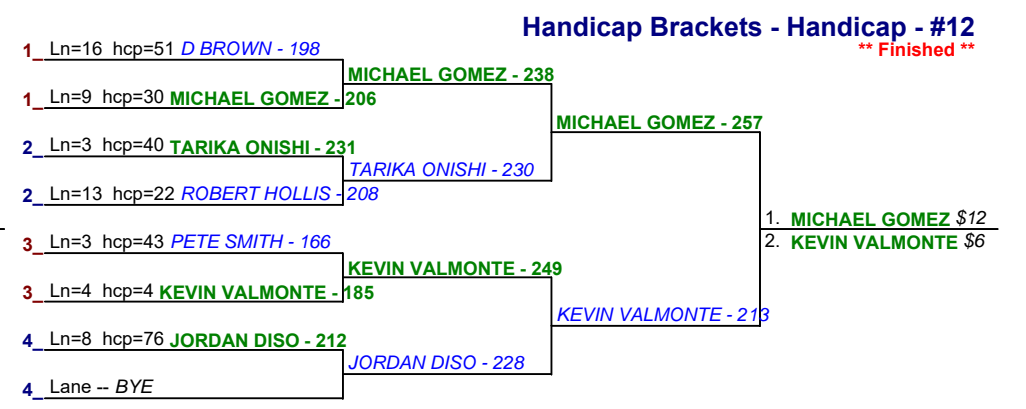 Handicap Brackets - Handicap - #12
** Finished **
1_ Ln=16 hcp=51 D BROWN - 198
MICHAEL GOMEZ - 238
1_ Ln=9 hcp=30 MICHAEL GOMEZ - 206
MICHAEL GOMEZ - 257
2_ Ln=3 hcp=40 TARIKA ONISHI - 231
TARIKA ONISHI - 230
2_ Ln=13 hcp=22 ROBERT HOLLIS - 208
1. MICHAEL GOMEZ $12
2. KEVIN VALMONTE $6
3_ Ln=3 hcp=43 PETE SMITH - 166
KEVIN VALMONTE - 249
3_ Ln=4 hcp=4 KEVIN VALMONTE - 185
KEVIN VALMONTE - 213
4_ Ln=8 hcp=76 JORDAN DISO - 212
JORDAN DISO - 228
4_ Lane -- BYE